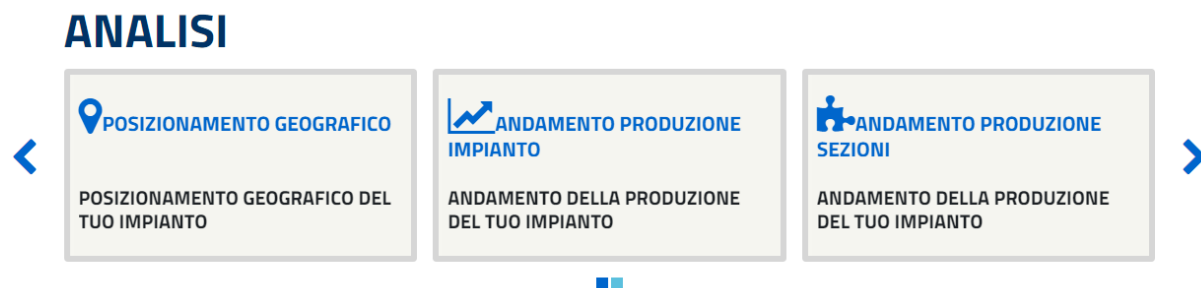 ANALISI
POSIZIONAMENTO GEOGRAFICO
POSIZIONAMENTO GEOGRAFICO DEL
TUO IMPIANTO
ANDAMENTO PRODUZIONE
IMPIANTO
ANDAMENTO DELLA PRODUZIONE
DEL TUO IMPIANTO
ANDAMENTO PRODUZIONE
SEZIONI
ANDAMENTO DELLA PRODUZIONE
DEL TUO IMPIANTO